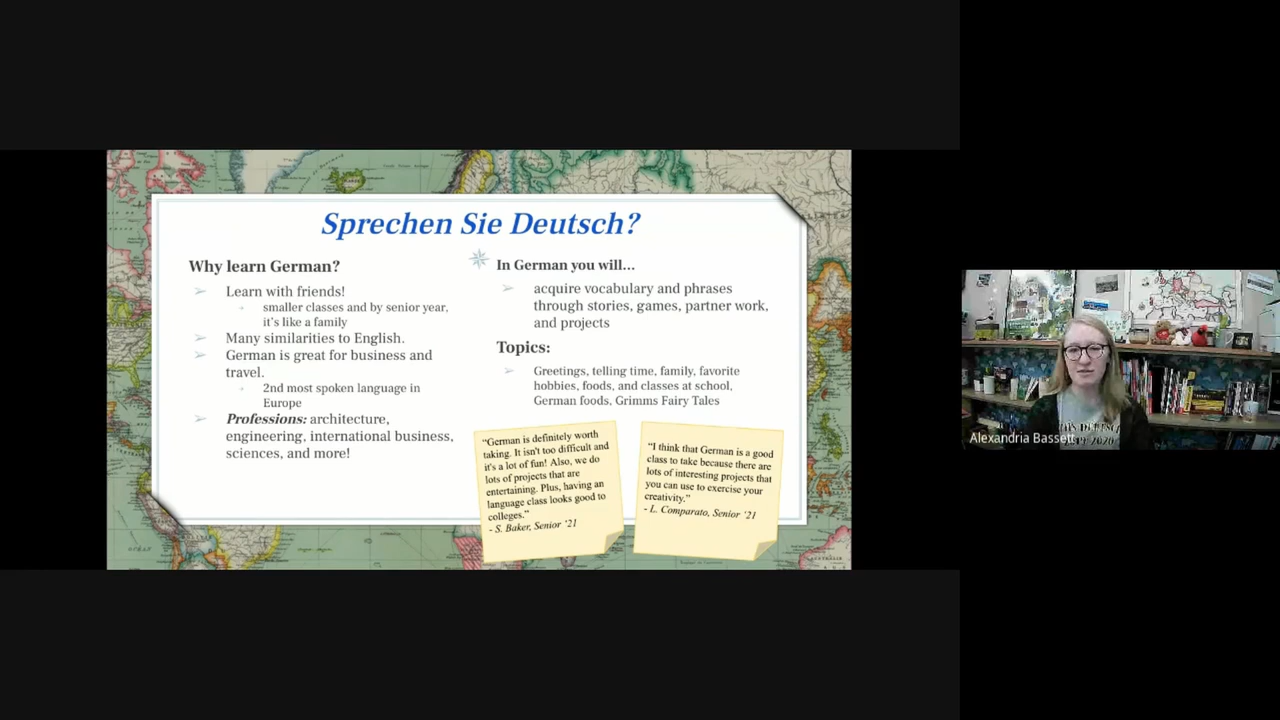 Sprechen Sie Deutsch?
Why learn German?
Learn with friends!
smaller classes and by senior year,
it's like a family
Many similarities to English.
German is great for business and
travel.
2nd most spoken language in
Europe
Professions: architecture,
engineering, international business,
sciences, and more!
In German you will...
acquire vocabulary and phrases
through stories, games, partner work,
and projects
Topics:
Greetings, telling time, family, favorite
hobbies, foods, and classes at school,
German foods, Grimms Fairy Tales
"German is definitely worth
taking. It isn't too difficult and
it's a lot of fun! Also, we do
lots of projects that are
entertaining. Plus, having an
language class looks good to
colleges."
- S. Baker, Senior '21
"I think that German is a good
class to take because there are
lots of interesting projects that
you can use to exercise your
creativity."
- L. Comparato, Senior '21
Alexandria Bassett